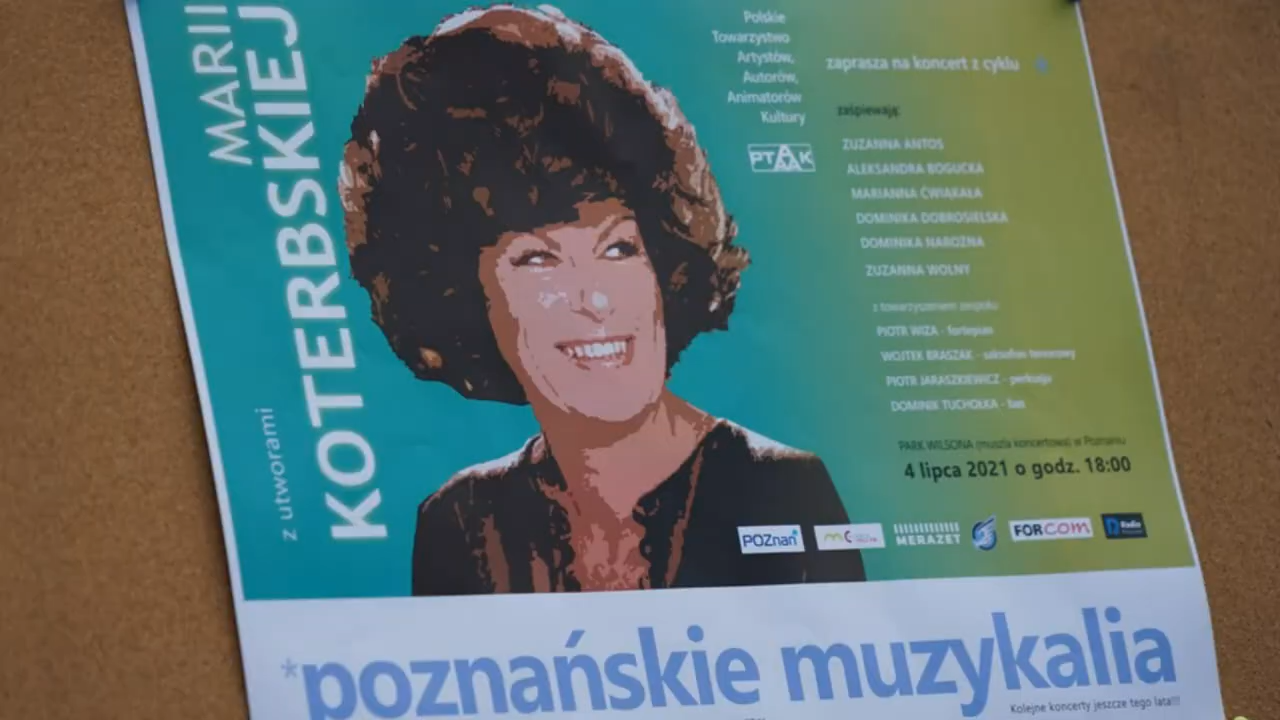 z utworami
MARII
KOTERBSKIEJ
Polskie
Towarzystwo
Artystów,
Autorów,
Animatorów
Kultury
PTAAAK
zaprasza na koncert z cyklu *
zaśpiewają:
ZUZANNA ANTOS
ALEKSANDRA BOGUCKA
MARIANNA ĆWIĄKAŁA
DOMINIKA DOBROSIELSKA
DOMINIKA NAROŻNA
ZUZANNA WOLNY
z towarzyszeniem zespołu
PIOTR WIZA - fortepian
WOJTEK BRASZAK - saksofon tenorowy
PIOTR JARASZKIEWICZ - perkusja
DOMINIK TUCHOŁKA - bas
PARK WILSONA (muszla koncertowa) w Poznaniu
4 lipca 2021 o godz. 18:00
POZnan*
MERAZET
FORCOM
Radio
*poznańskie muzykalia
Kolejne koncerty jeszcze tego lata!!!